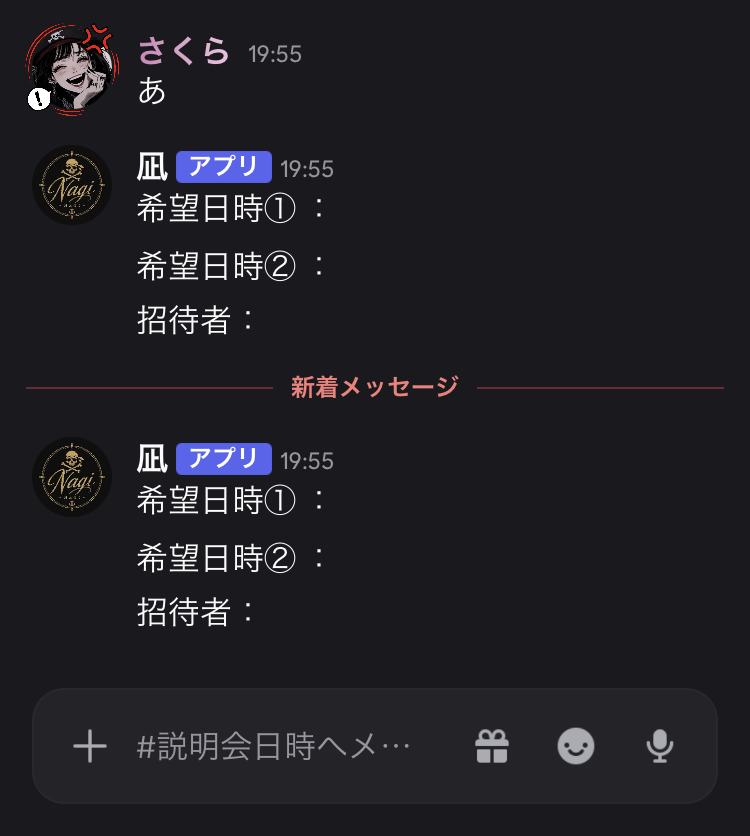 さくら 19:55
あ
凪 アプリ 19:55
希望日時① :
希望日時② :
招待者:
新着メッセージ
凪 アプリ 19:55
希望日時① :
希望日時② :
招待者:
#説明会日時へメ…
Nagi
Nagi